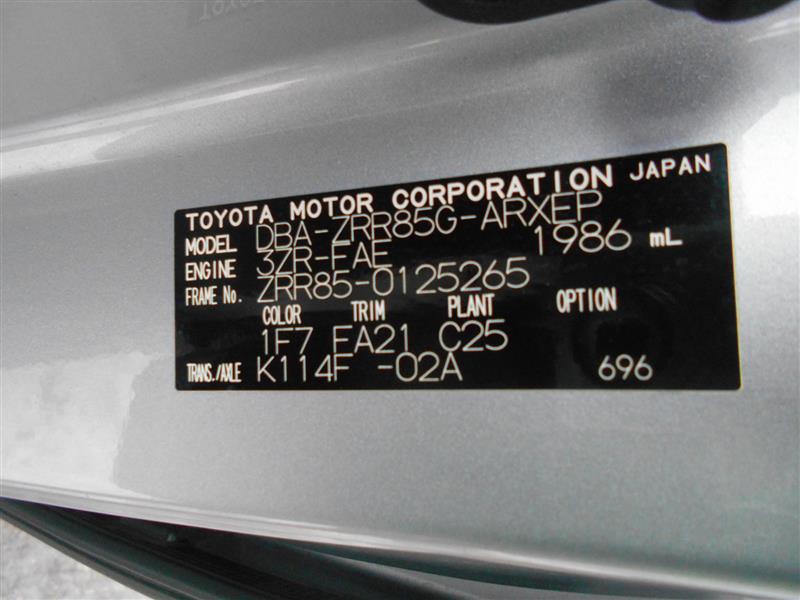 TOYOTA MOTOR CORPORATION JAPAN
MODEL DBA-ZRR85G-ARXEP
ENGINE 3ZR-FAE 1986 mL
FRAME No. ZRR85-0125265
COLOR TRIM PLANT OPTION
1F7 FA21 C25
TRANS./AXLE K114F -02A 696